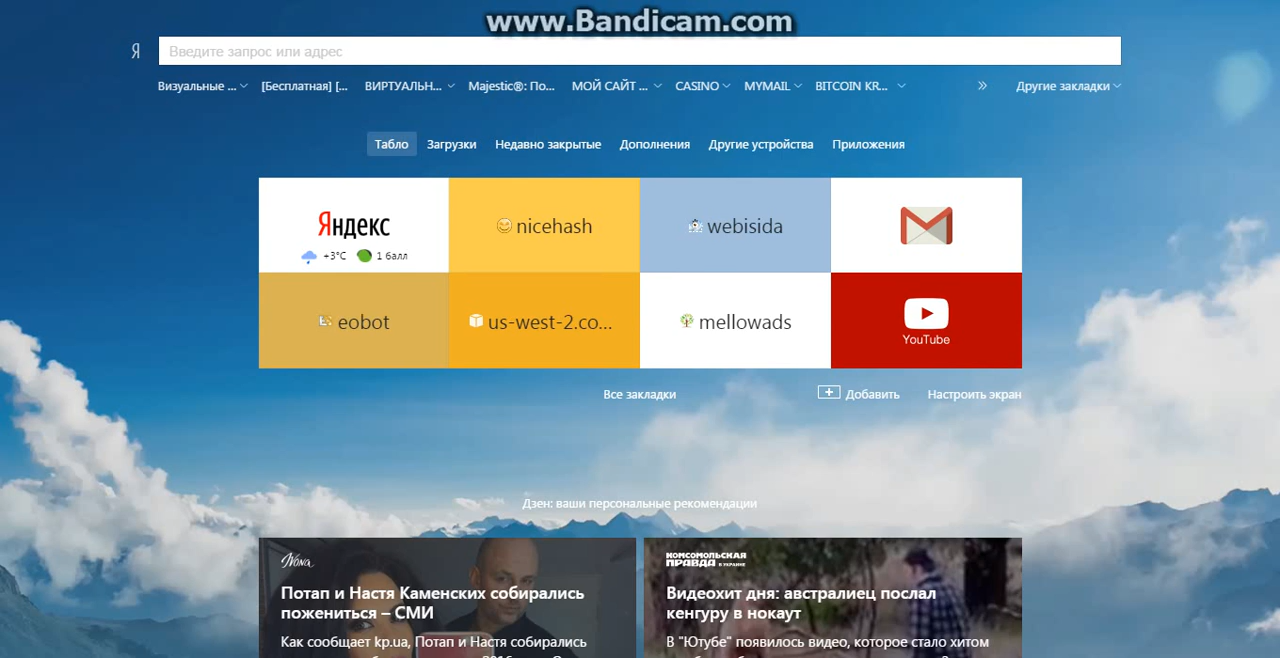 www.Bandicam.com
Я
Введите запрос или адрес
Визуальные ... [Бесплатная] [... ВИРТУАЛЬН... Majestic®: По... МОЙ САЙТ ... CASINO MYMAIL BITCOIN KR... » Другие закладки
Табло Загрузки Недавно закрытые Дополнения Другие устройства Приложения
Яндекс
+3°C 1 балл
nicehash
webisida
eobot
us-west-2.co...
mellowads
YouTube
Все закладки
Добавить
Настроить экран
Дзен: ваши персональные рекомендации
Nona
Потап и Настя Каменских собирались
пожениться – СМИ
Как сообщает kp.ua, Потап и Настя собирались
КОМСОМОЛЬСКАЯ
ПРАВДА В УКРАИНЕ
Видеохит дня: австралиец послал
кенгуру в нокаут
В "Ютубе" появилось видео, которое стало хитом